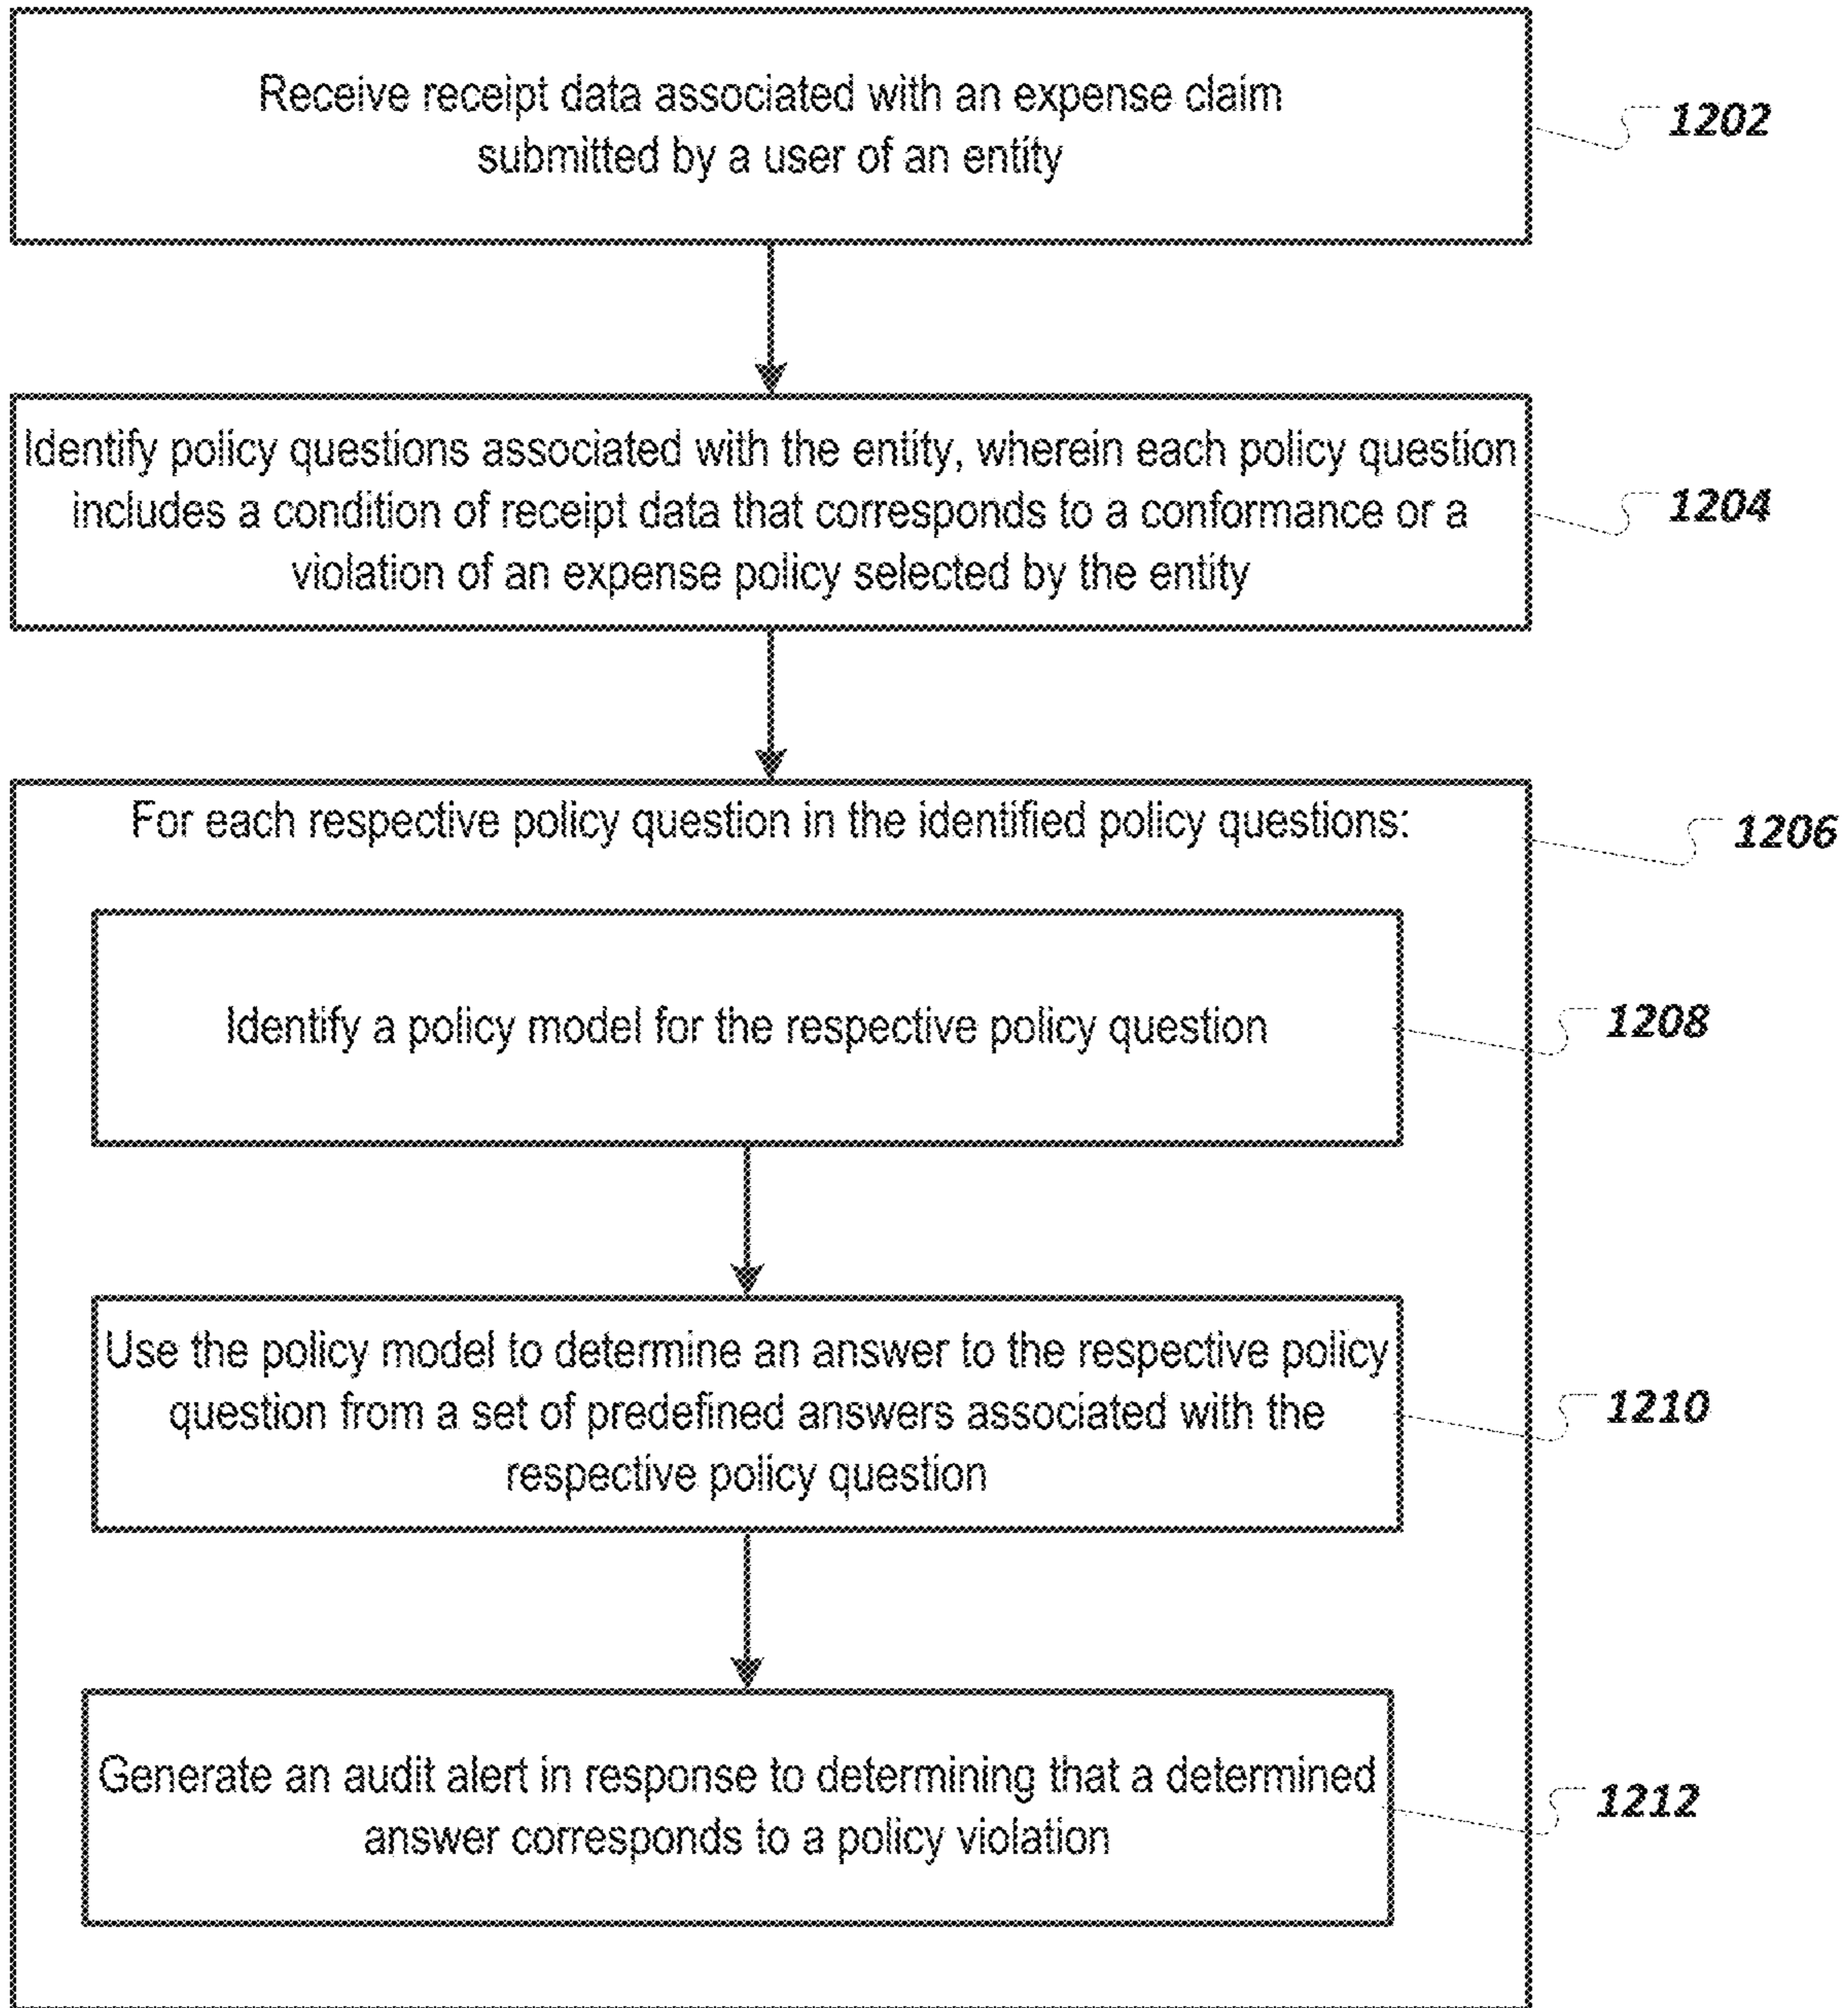 Receive receipt data associated with an expense claim
submitted by a user of an entity
1202
Identify policy questions associated with the entity, wherein each policy question
includes a condition of receipt data that corresponds to a conformance or a
violation of an expense policy selected by the entity
1204
For each respective policy question in the identified policy questions:
1206
Identify a policy model for the respective policy question
1208
Use the policy model to determine an answer to the respective policy
question from a set of predefined answers associated with the
respective policy question
1210
Generate an audit alert in response to determining that a determined
answer corresponds to a policy violation
1212